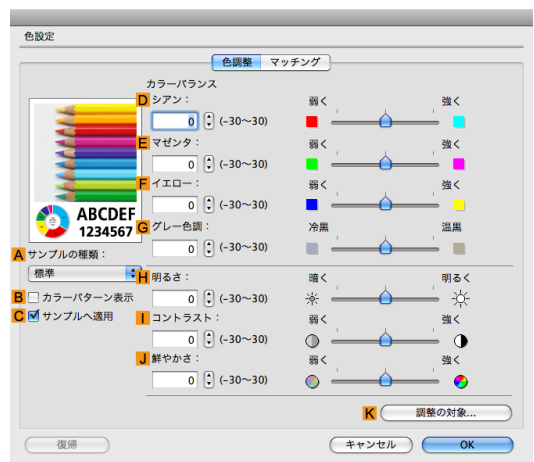 色設定
色調整 マッチング
カラーバランス
D シアン： 弱く 強く
0 (-30～30)
E マゼンタ： 弱く 強く
0 (-30～30)
F イエロー： 弱く 強く
0 (-30～30)
G グレー色調： 冷黒 温黒
0 (-30～30)
ABCDEF
1234567
A サンプルの種類：
標準
B カラーパターン表示
C サンプルへ適用
H 明るさ： 暗く 明るく
0 (-30～30)
I コントラスト： 弱く 強く
0 (-30～30)
J 鮮やかさ： 弱く 強く
0 (-30～30)
K 調整の対象...
復帰 キャンセル OK